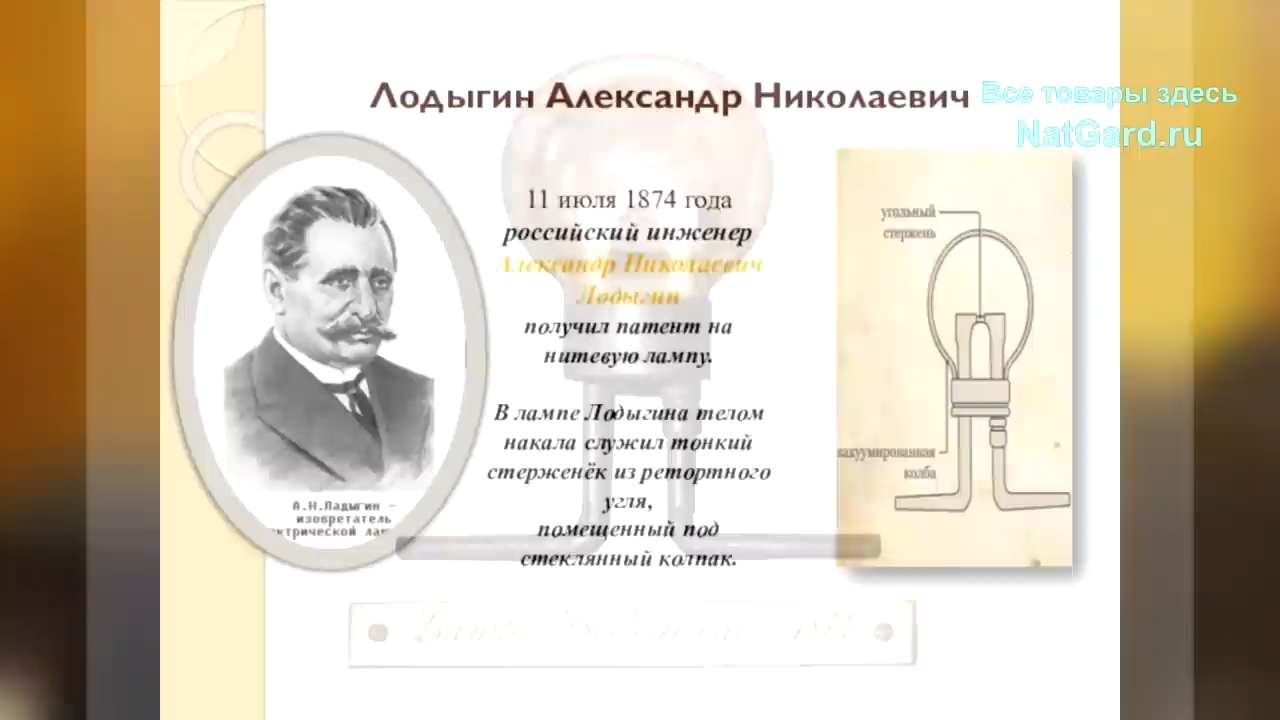 Лодыгин Александр Николаевич
Все товары здесь
NatGard.ru
11 июля 1874 года
российский инженер
Александр Николаевич
Лодыгин
получил патент на
нитевую лампу.
В лампе Лодыгина телом
накала служил тонкий
стерженёк из ретортного
угля,
помещенный под
стеклянный колпак.
А.Н.Ладыгин -
изобретатель
ктрической лам
угольный
стержень
вакуумированная
колба